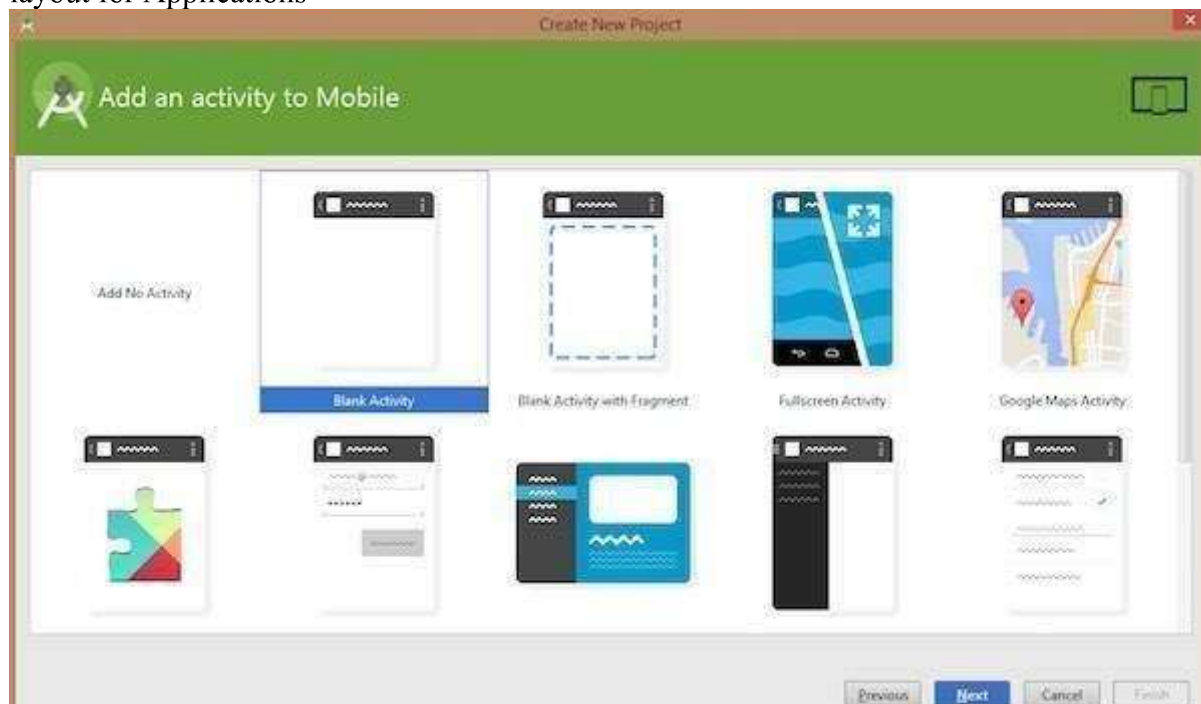 layout for Applications
Create New Project
Add an activity to Mobile
Add No Activity
Blank Activity
Blank Activity with Fragment
Fullscreen Activity
Google Maps Activity
Previous Next Cancel Finish